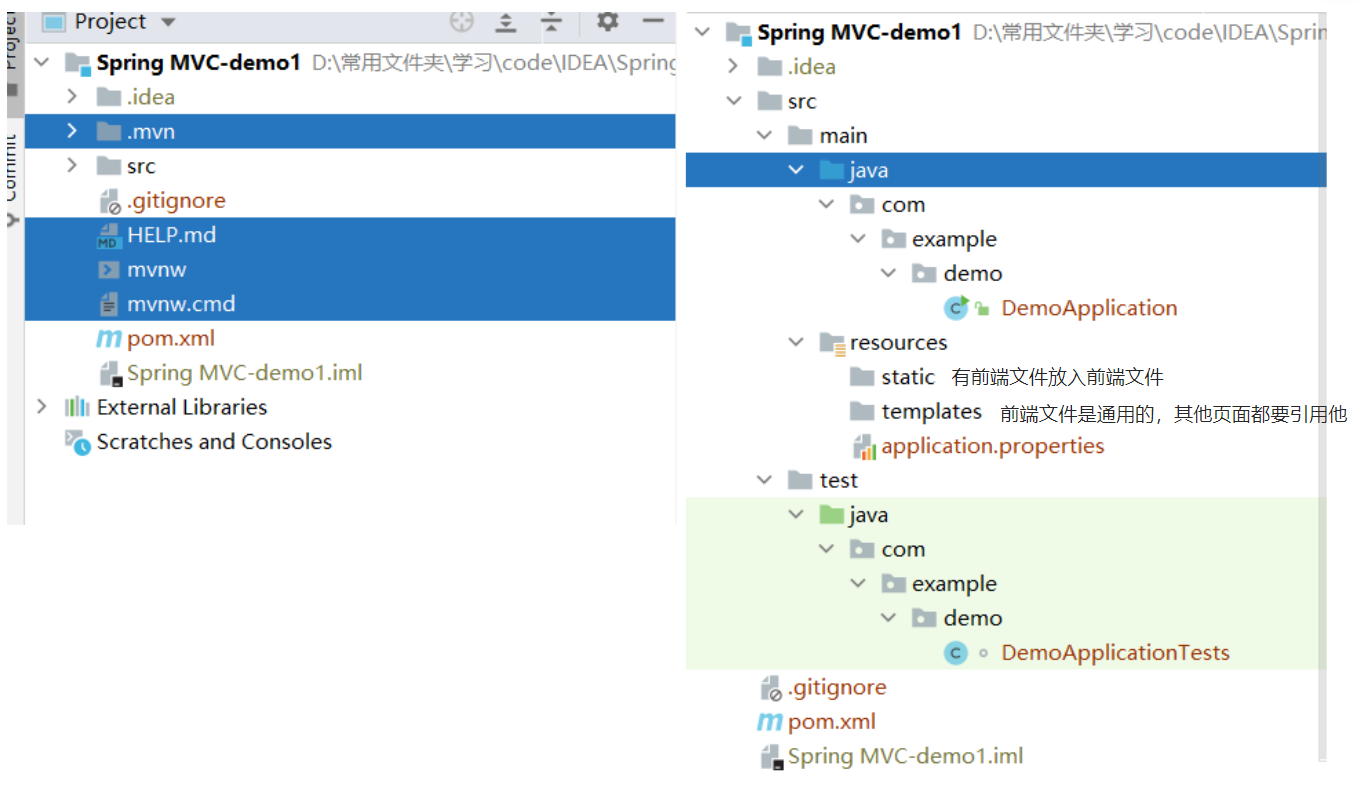 Project
Project
Commit
Spring MVC-demo1 D:\常用文件夹\学习\code\IDEA\Spring
.idea
.mvn
src
.gitignore
HELP.md
mvnw
mvnw.cmd
pom.xml
Spring MVC-demo1.iml
External Libraries
Scratches and Consoles
Spring MVC-demo1 D:\常用文件夹\学习\code\IDEA\Sprin
.idea
src
main
java
com
example
demo
DemoApplication
resources
static 有前端文件放入前端文件
templates 前端文件是通用的，其他页面都要引用他
application.properties
test
java
com
example
demo
DemoApplicationTests
.gitignore
pom.xml
Spring MVC-demo1.iml